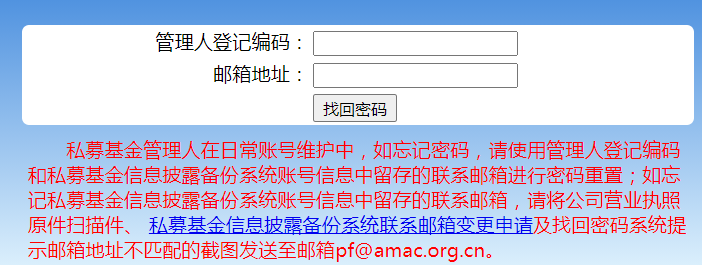 管理人登记编码：
邮箱地址：
找回密码
私募基金管理人在日常账号维护中，如忘记密码，请使用管理人登记编码
和私募基金信息披露备份系统账号信息中留存的联系邮箱进行密码重置；如忘
记私募基金信息披露备份系统账号信息中留存的联系邮箱，请将公司营业执照
原件扫描件、 私募基金信息披露备份系统联系邮箱变更申请及找回密码系统提
示邮箱地址不匹配的截图发送至邮箱pf@amac.org.cn。